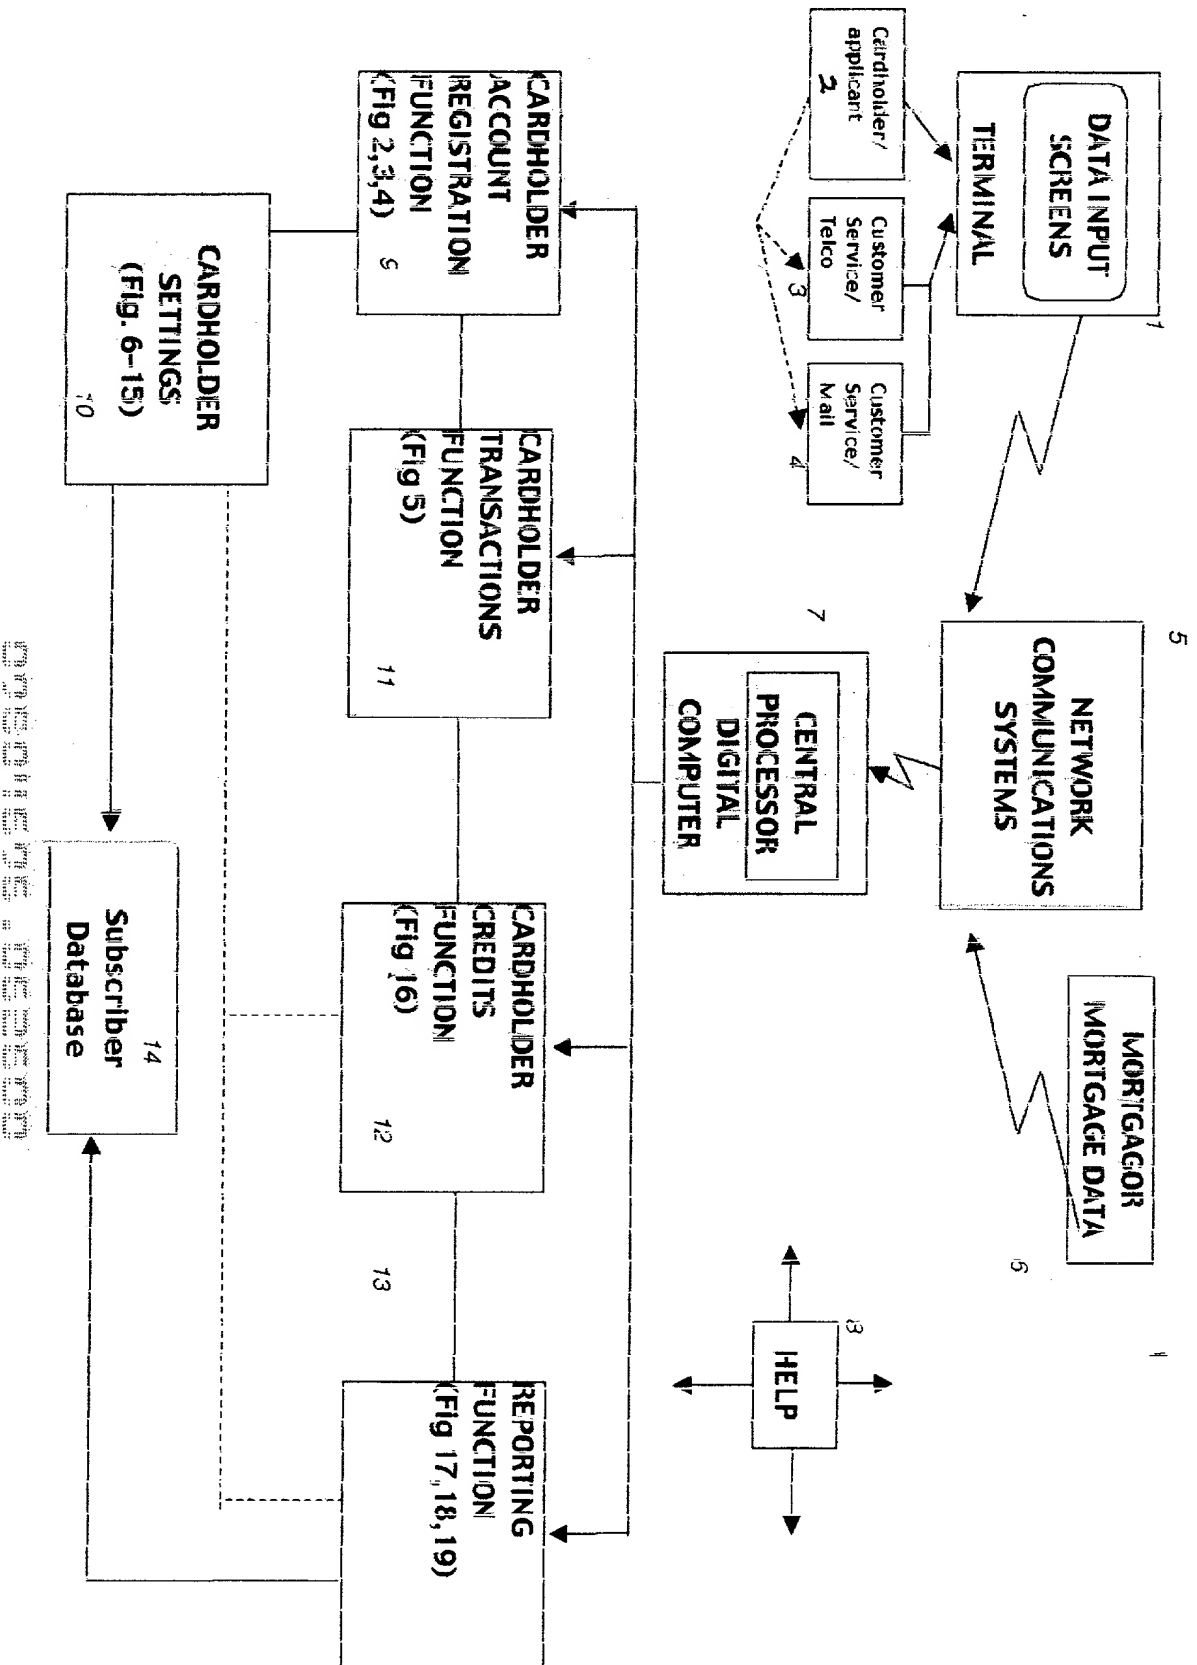 1
DATA INPUT
SCREENS
TERMINAL
Cardholder/
applicant
2
Customer
Service/
Telco
3
Customer
Service/
Mail
4
5
NETWORK
COMMUNICATIONS
SYSTEMS
MORTGAGOR
MORTGAGE DATA
6
7
CENTRAL
PROCESSOR
DIGITAL
COMPUTER
8
HELP
CARDHOLDER
ACCOUNT
REGISTRATION
FUNCTION
(Fig 2,3,4)
9
CARDHOLDER
TRANSACTIONS
FUNCTION
(Fig 5)
11
CARDHOLDER
CREDITS
FUNCTION
(Fig 16)
12
13
REPORTING
FUNCTION
(Fig 17,18,19)
CARDHOLDER
SETTINGS
(Fig. 6-15)
10
14
Subscriber
Database